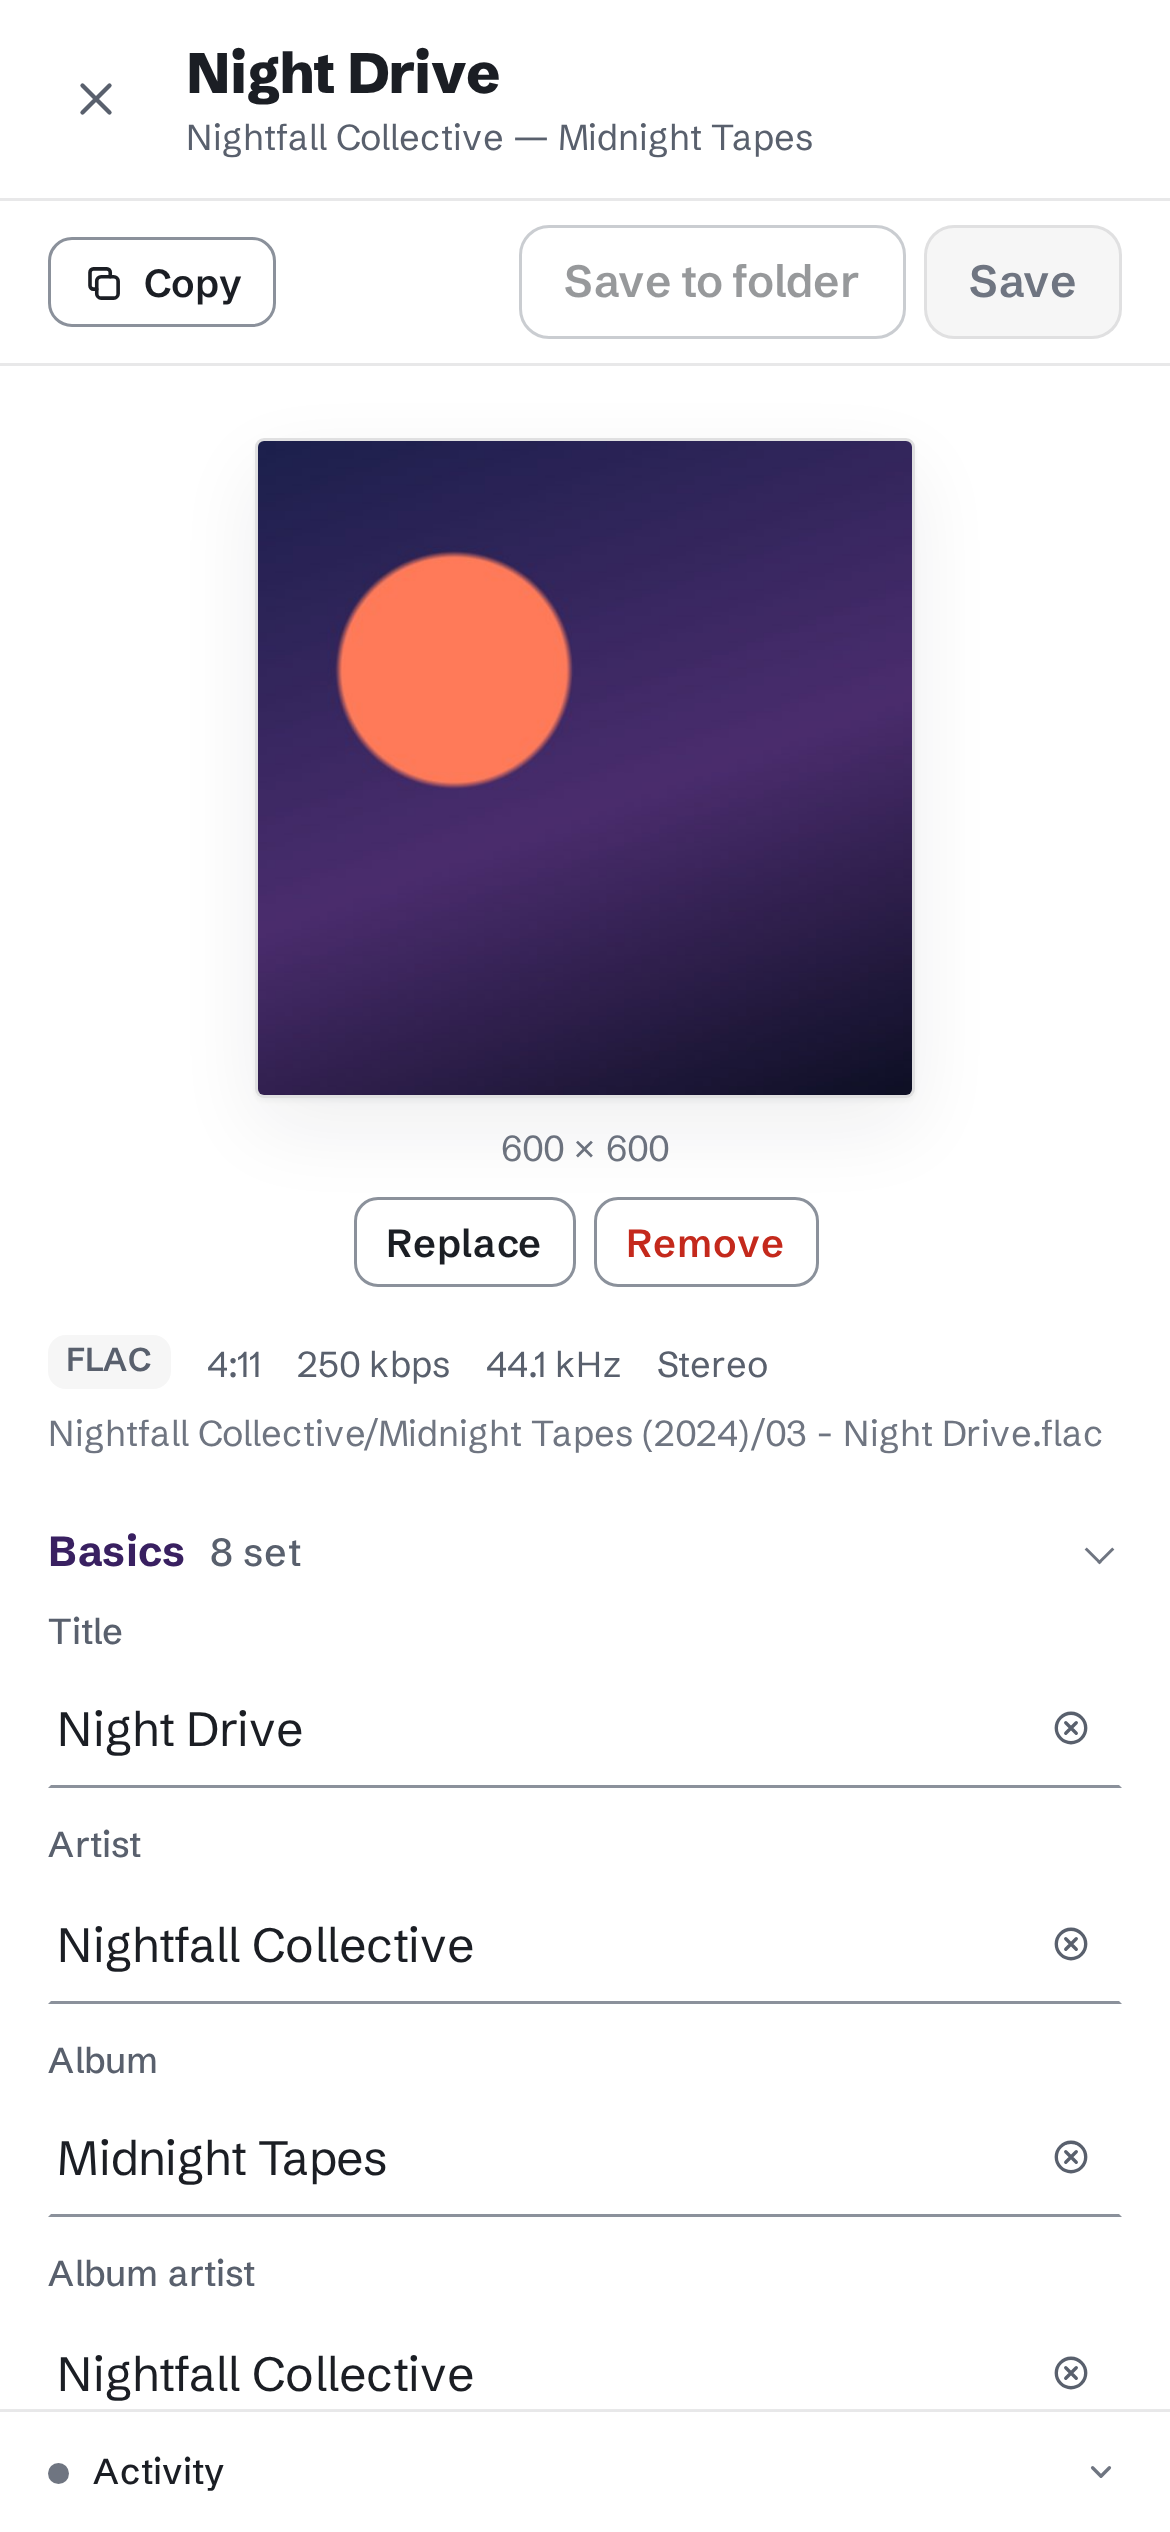 Night Drive
Nightfall Collective — Midnight Tapes
Copy
Save to folder
Save
600 × 600
Replace
Remove
FLAC 4:11 250 kbps 44.1 kHz Stereo
Nightfall Collective/Midnight Tapes (2024)/03 - Night Drive.flac
Basics 8 set
Title
Night Drive
Artist
Nightfall Collective
Album
Midnight Tapes
Album artist
Nightfall Collective
Activity